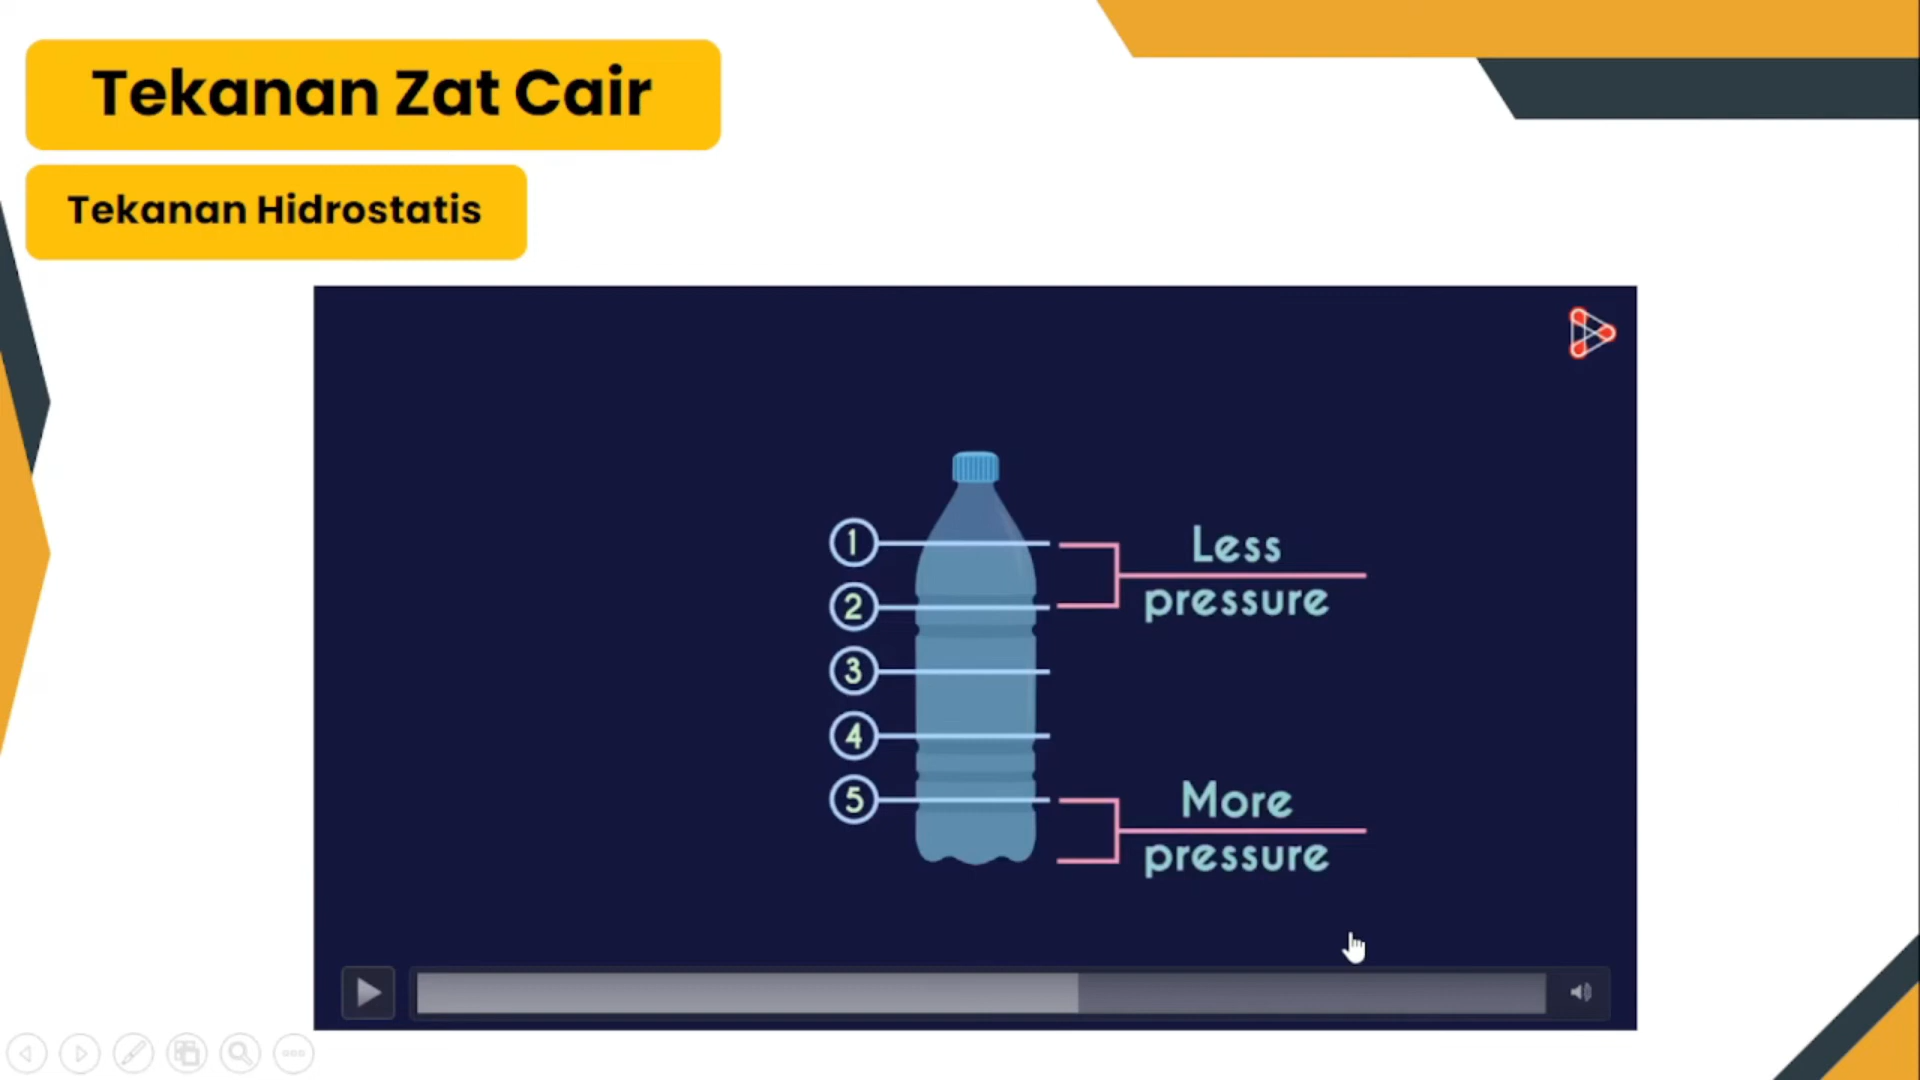 Tekanan Zat Cair
Tekanan Hidrostatis
1
Less
pressure
2
3
4
5
More
pressure